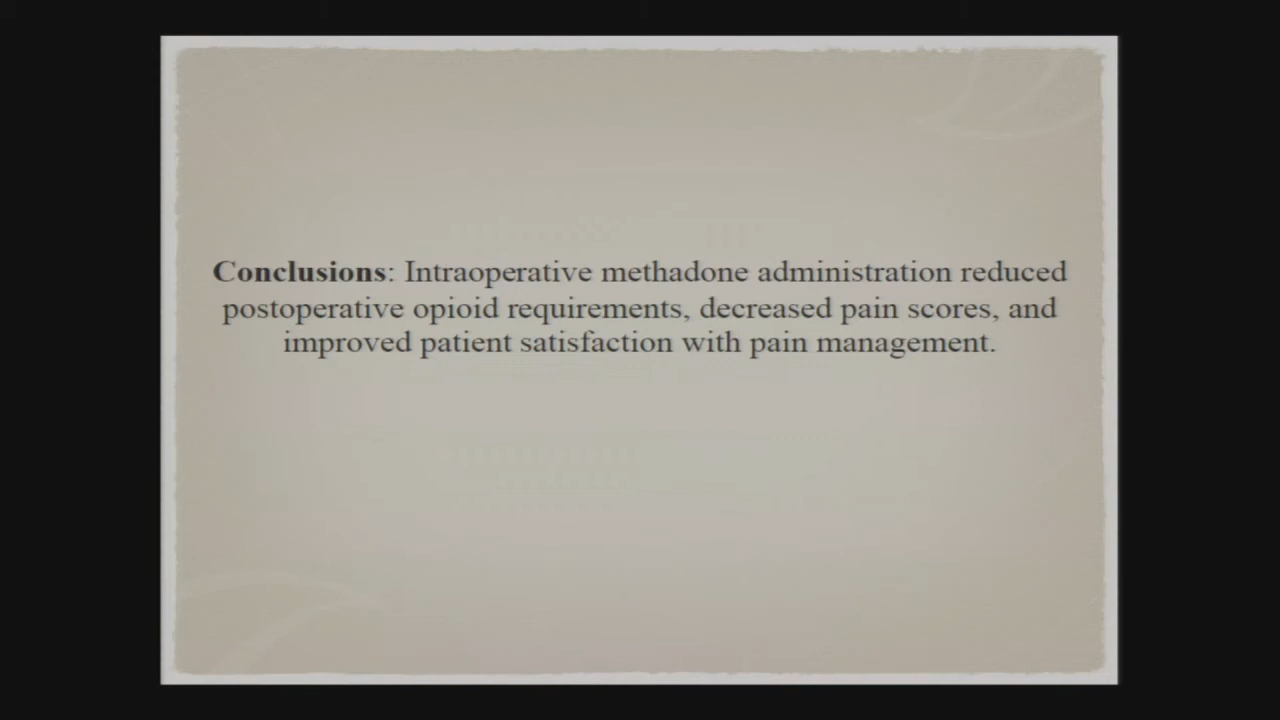 Conclusions: Intraoperative methadone administration reduced
postoperative opioid requirements, decreased pain scores, and
improved patient satisfaction with pain management.